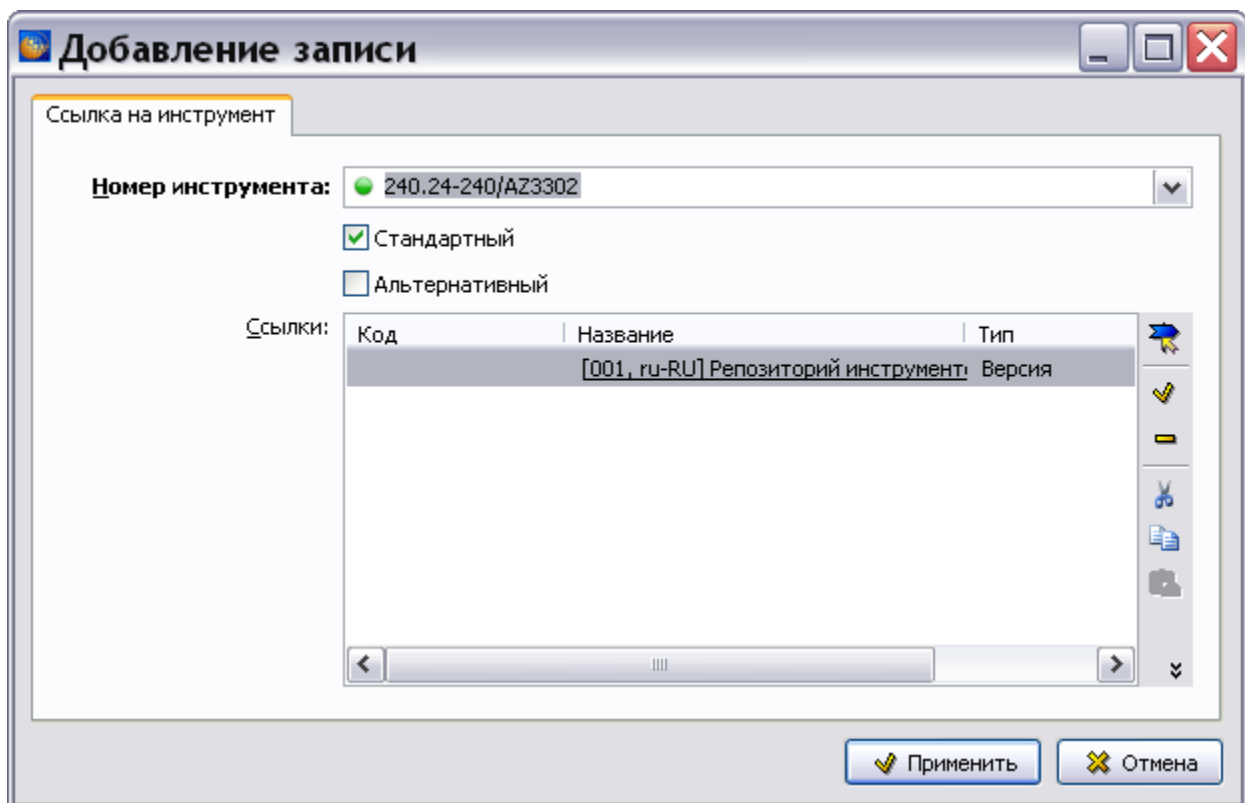 Добавление записи
Ссылка на инструмент
Номер инструмента: 240.24-240/AZ3302
Стандартный
Альтернативный
Ссылки:
Код Название Тип
[001, ru-RU] Репозиторий инструменто Версия
Применить Отмена